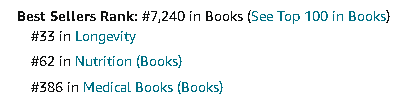 Best Sellers Rank: #7,240 in Books (See Top 100 in Books)
#33 in Longevity
#62 in Nutrition (Books)
#386 in Medical Books (Books)